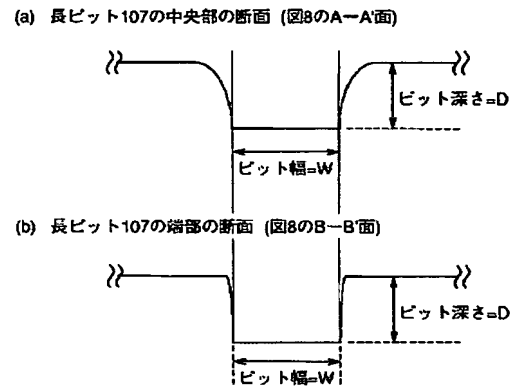 (a) 長ピット107の中央部の断面 (図8のA−A'面)
ピット深さ=D
ピット幅=W
(b) 長ピット107の端部の断面 (図8のB−B'面)
ピット深さ=D
ピット幅=W